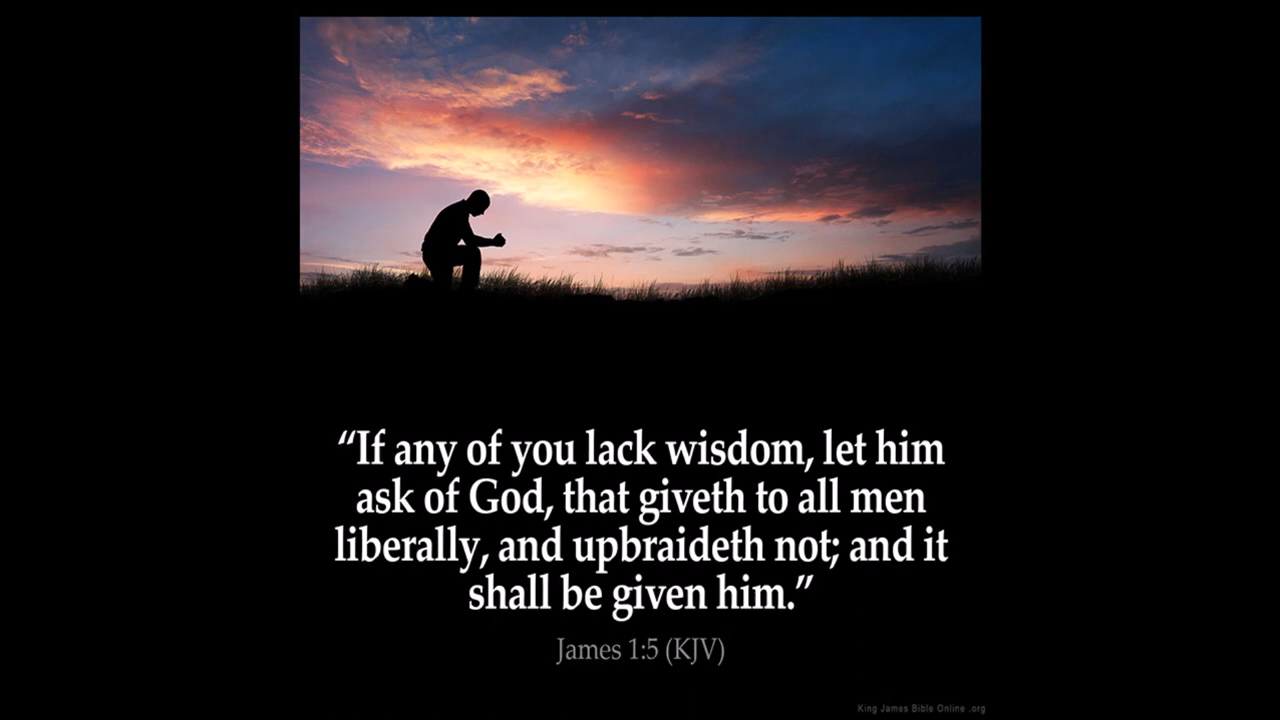 “If any of you lack wisdom, let him
ask of God, that giveth to all men
liberally, and upbraideth not; and it
shall be given him.”
James 1:5 (KJV)
King James Bible Online .org